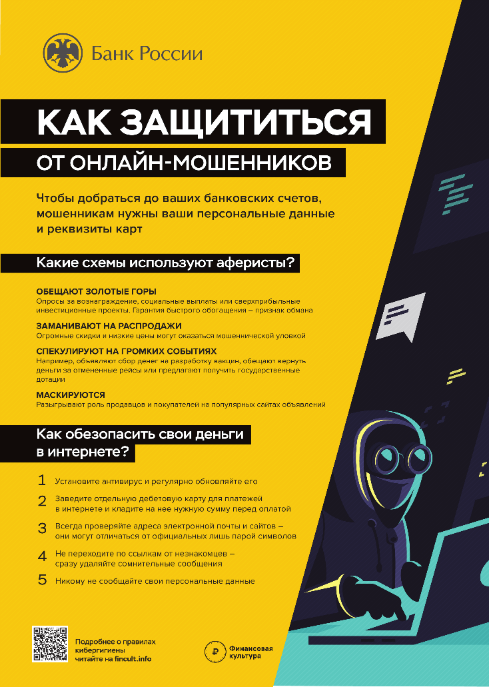 Банк России
КАК ЗАЩИТИТЬСЯ
ОТ ОНЛАЙН-МОШЕННИКОВ
Чтобы добраться до ваших банковских счетов,
мошенникам нужны ваши персональные данные
и реквизиты карт
Какие схемы используют аферисты?
ОБЕЩАЮТ ЗОЛОТЫЕ ГОРЫ
Опросы за вознаграждение, социальные выплаты или сверхприбыльные
инвестиционные проекты. Гарантия быстрого обогащения – признак обмана
ЗАМАНИВАЮТ НА РАСПРОДАЖИ
Огромные скидки и низкие цены могут оказаться мошеннической уловкой
СПЕКУЛИРУЮТ НА ГРОМКИХ СОБЫТИЯХ
Например, объявляют сбор денег на разработку вакцин, обещают вернуть
деньги за отмененные рейсы или предлагают получить государственные
дотации
МАСКИРУЮТСЯ
Разыгрывают роль продавцов и покупателей на популярных сайтах объявлений
Как обезопасить свои деньги
в интернете?
1 Установите антивирус и регулярно обновляйте его
2 Заведите отдельную дебетовую карту для платежей
в интернете и кладите на нее нужную сумму перед оплатой
3 Всегда проверяйте адреса электронной почты и сайтов –
они могут отличаться от официальных лишь парой символов
4 Не переходите по ссылкам от незнакомцев –
сразу удаляйте сомнительные сообщения
5 Никому не сообщайте свои персональные данные
Подробнее о правилах
кибергигиены
читайте на fincult.info
Финансовая
культура